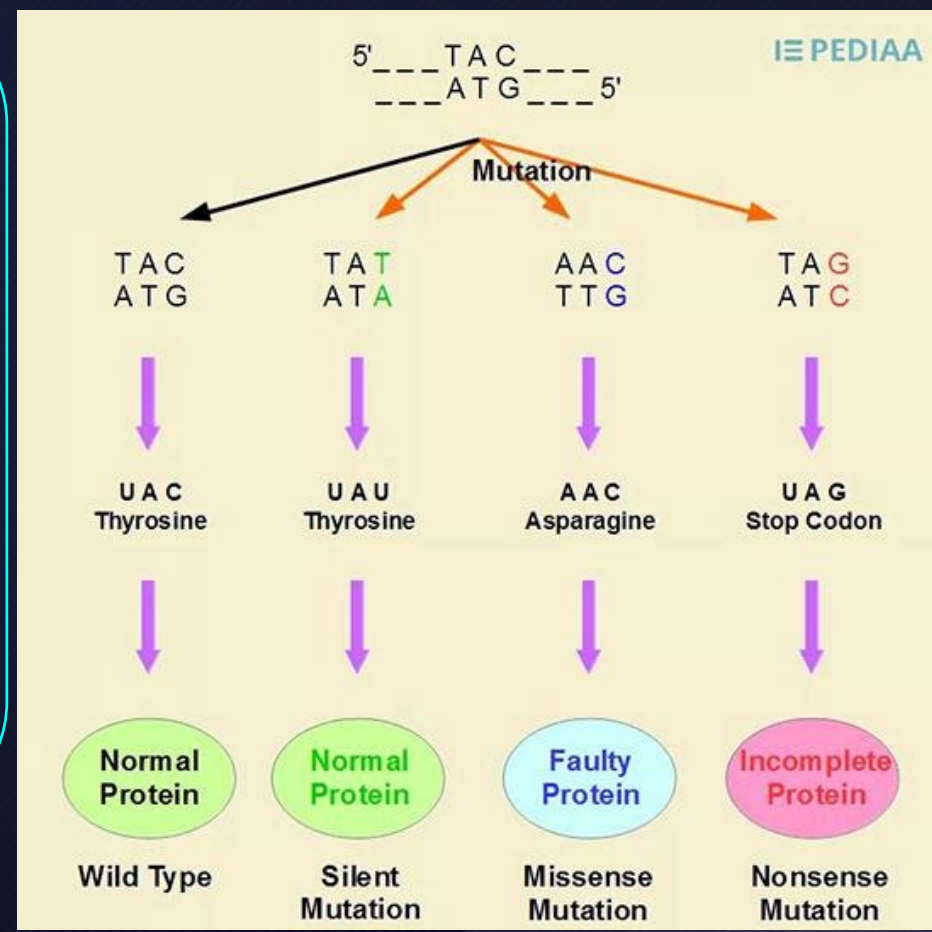 5'___TAC___
___ATG___5'
PEDIAA
Mutation
TAC
ATG
TAT
ATA
AAC
TTG
TAG
ATC
UAC
Thyrosine
UAU
Thyrosine
AAC
Asparagine
UAG
Stop Codon
Normal
Protein
Normal
Protein
Faulty
Protein
Incomplete
Protein
Wild Type
Silent
Mutation
Missense
Mutation
Nonsense
Mutation